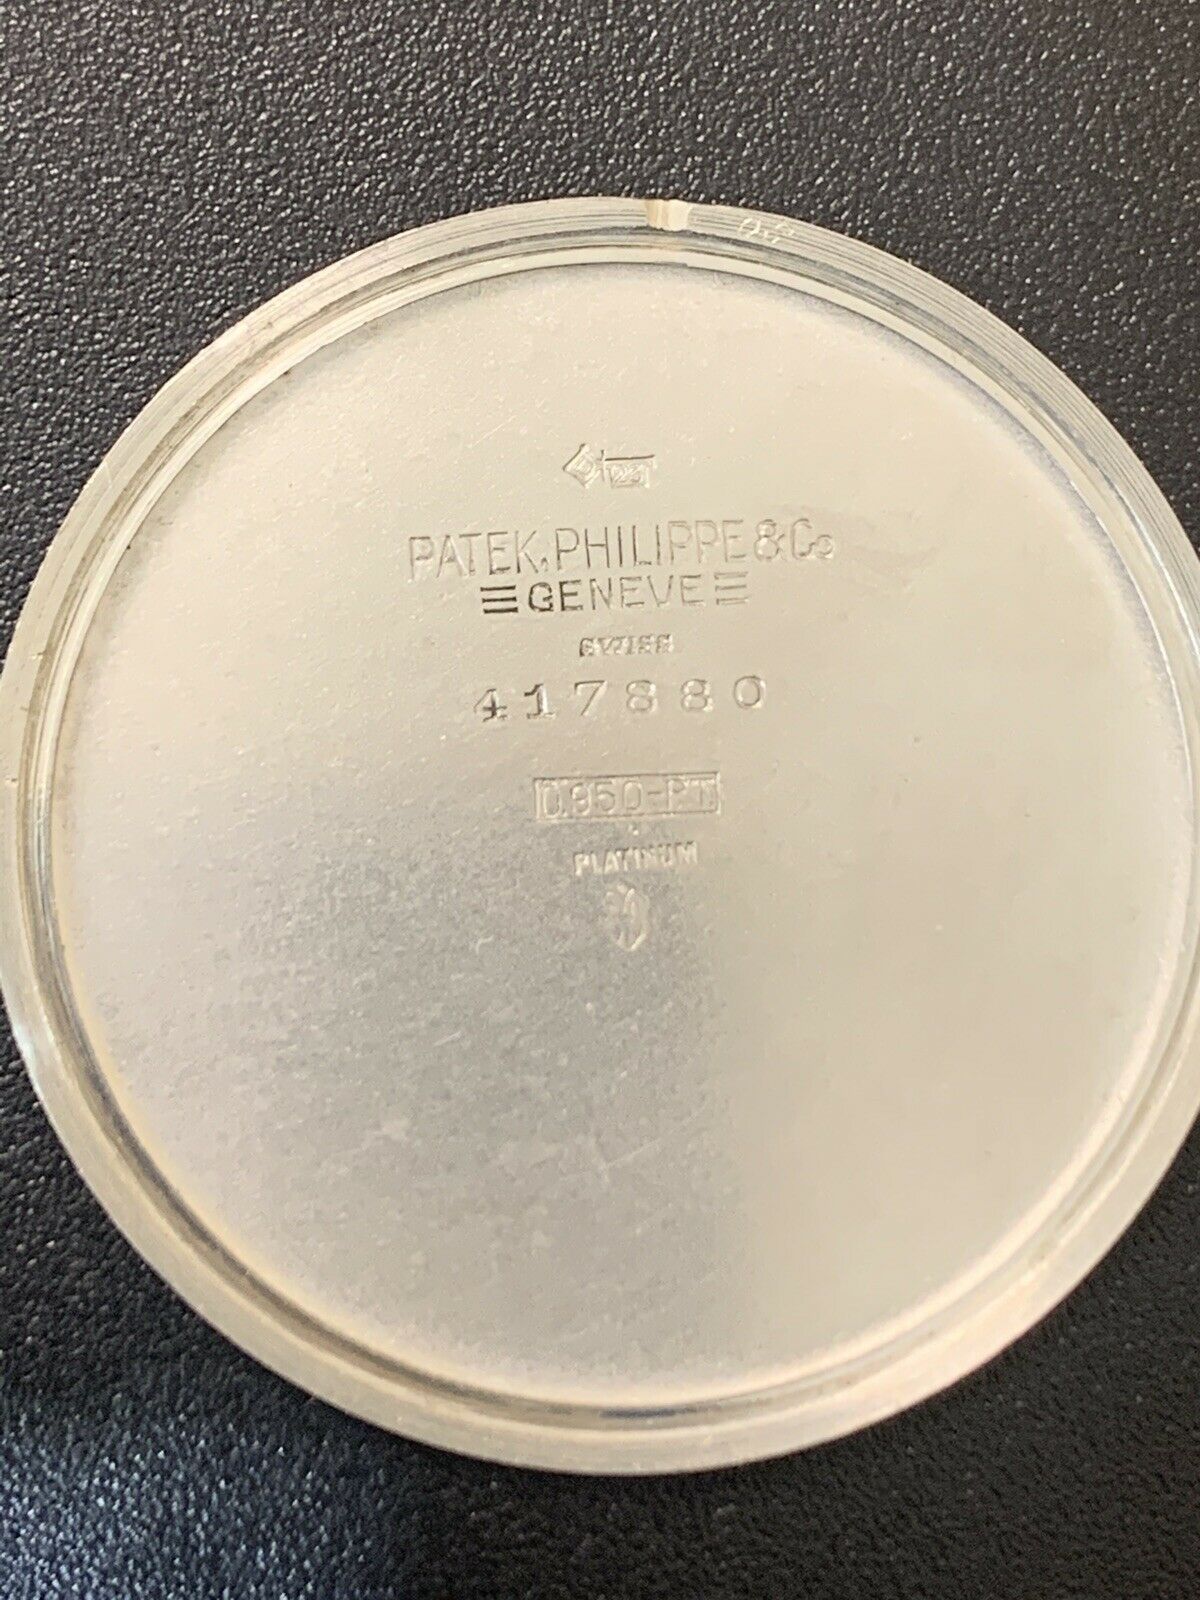 PATEK, PHILIPPE & Co
GENEVE
SWISS
417880
0.950-PT.
PLATINUM